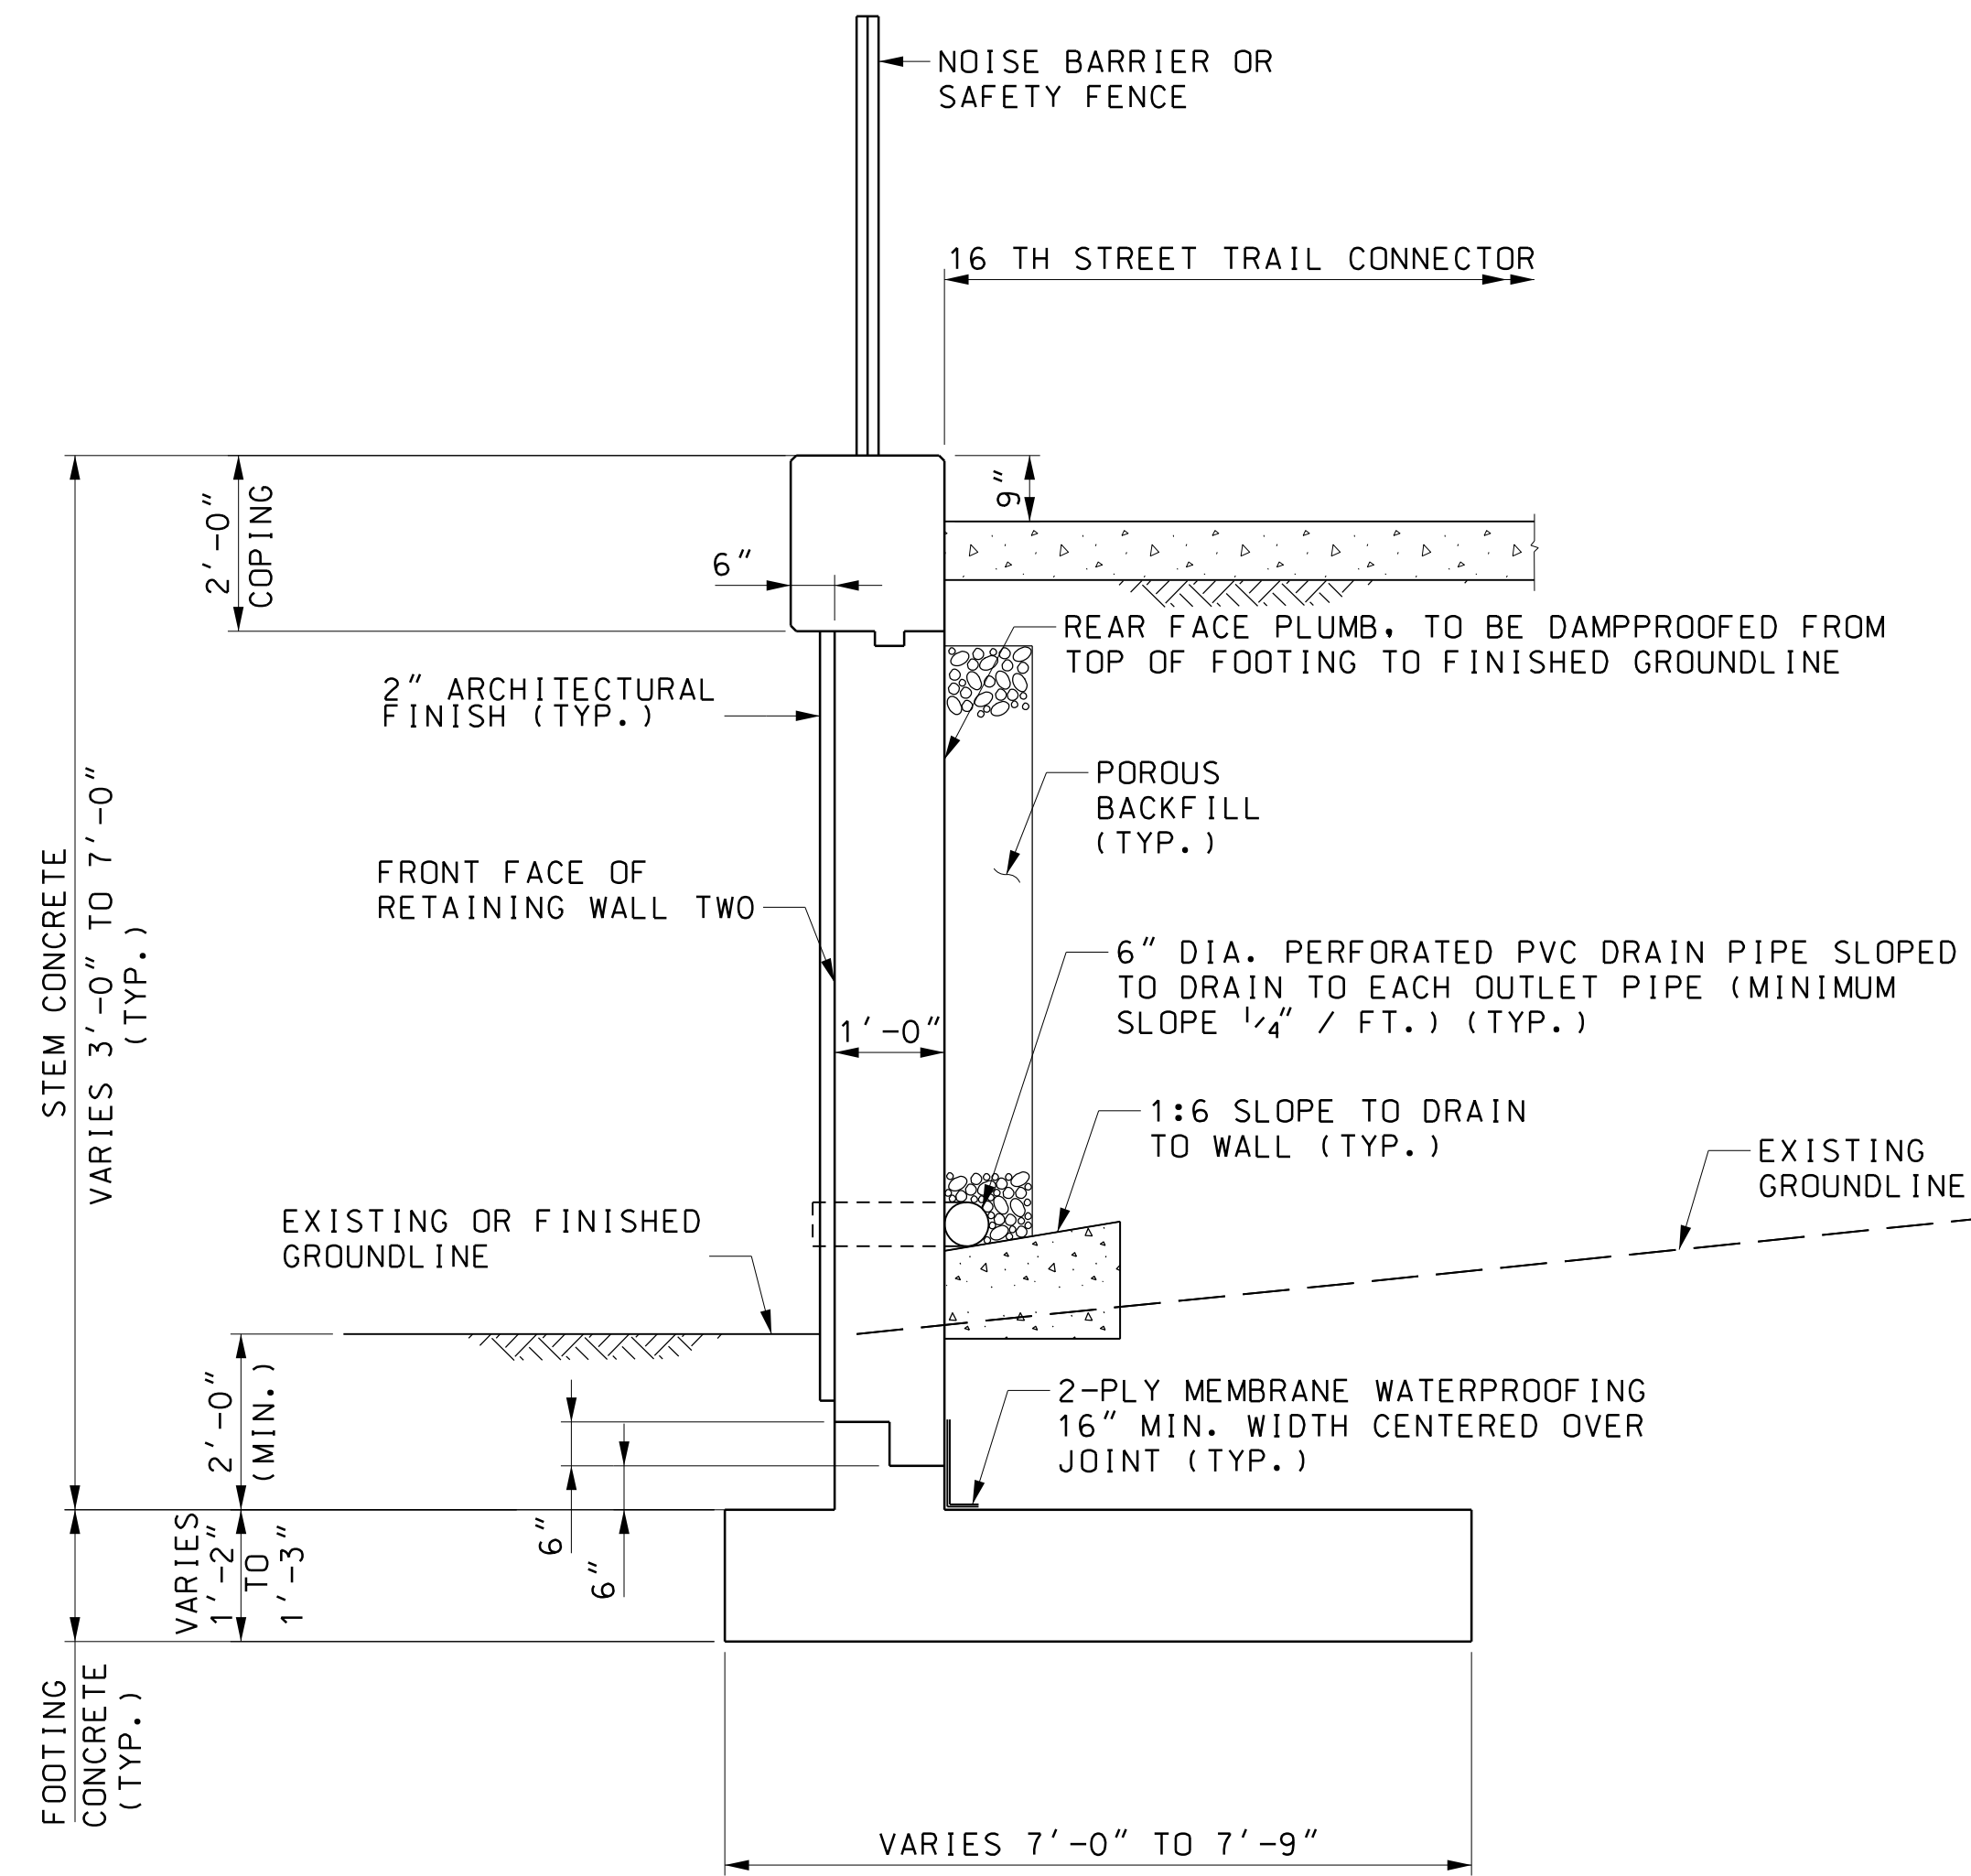 NOISE BARRIER OR
SAFETY FENCE
16 TH STREET TRAIL CONNECTOR
2'-0"
COPING
9"
6"
REAR FACE PLUMB, TO BE DAMPPROOFED FROM
TOP OF FOOTING TO FINISHED GROUNDLINE
2" ARCHITECTURAL
FINISH (TYP.)
POROUS
BACKFILL
(TYP.)
STEM CONCRETE
VARIES 3'-0" TO 7'-0"
(TYP.)
FRONT FACE OF
RETAINING WALL TWO
6" DIA. PERFORATED PVC DRAIN PIPE SLOPED
TO DRAIN TO EACH OUTLET PIPE (MINIMUM
SLOPE 1/4" / FT.) (TYP.)
1'-0"
1:6 SLOPE TO DRAIN
TO WALL (TYP.)
EXISTING
GROUNDLINE
EXISTING OR FINISHED
GROUNDLINE
2'-0"
(MIN.)
2-PLY MEMBRANE WATERPROOFING
16" MIN. WIDTH CENTERED OVER
JOINT (TYP.)
VARIES
1'-2"
TO
1'-3"
6"
6"
FOOTING
CONCRETE
(TYP.)
VARIES 7'-0" TO 7'-9"